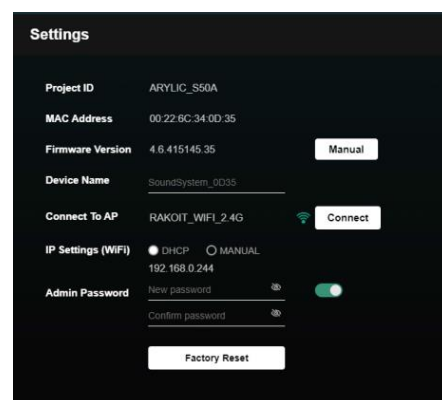 Settings
Project ID ARYLIC_S50A
MAC Address 00:22:6C:34:0D:35
Firmware Version 4.6.415145.35 Manual
Device Name SoundSystem_0D35
Connect To AP RAKOIT_WIFI_2.4G Connect
IP Settings (WiFi) DHCP MANUAL
192.168.0.244
Admin Password New password
Confirm password
Factory Reset